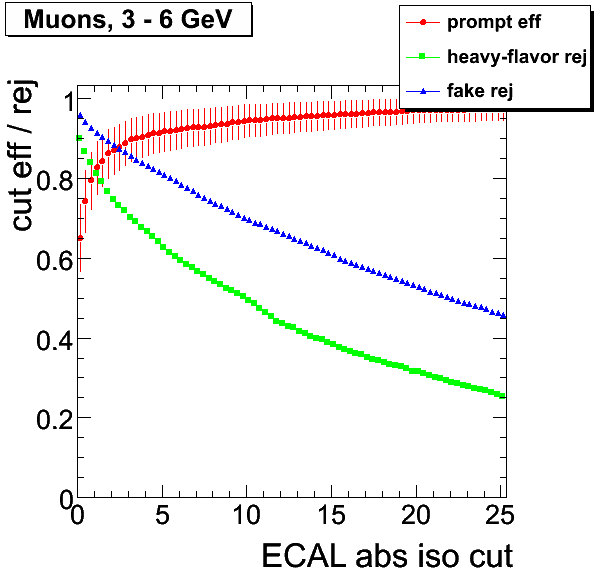 Muons, 3 - 6 GeV
prompt eff
heavy-flavor rej
fake rej
cut eff / rej
1
0.8
0.6
0.4
0.2
0
0 5 10 15 20 25
ECAL abs iso cut